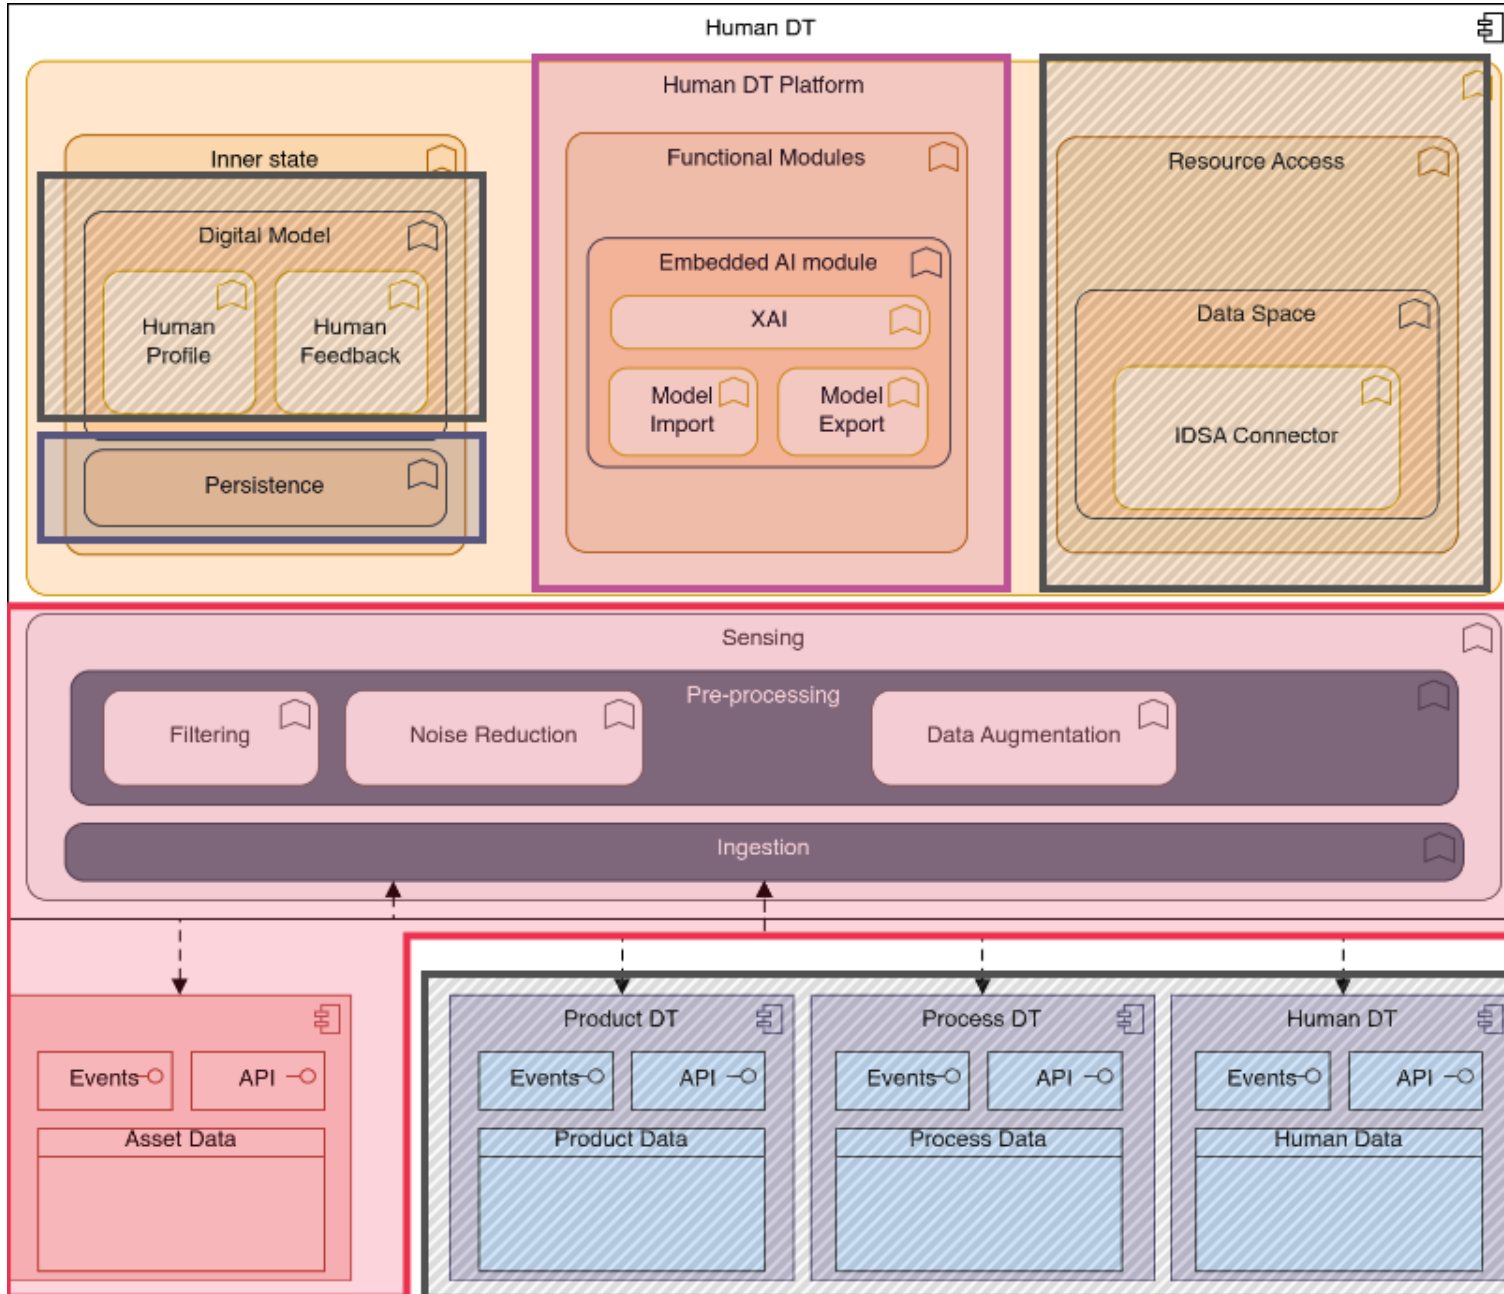 Human DT
Human DT Platform
Inner state
Digital Model
Human
Profile
Human
Feedback
Persistence
Functional Modules
Embedded AI module
XAI
Model
Import
Model
Export
Resource Access
Data Space
IDSA Connector
Sensing
Pre-processing
Filtering
Noise Reduction
Data Augmentation
Ingestion
Events
API
Asset Data
Product DT
Events
API
Product Data
Process DT
Events
API
Process Data
Human DT
Events
API
Human Data